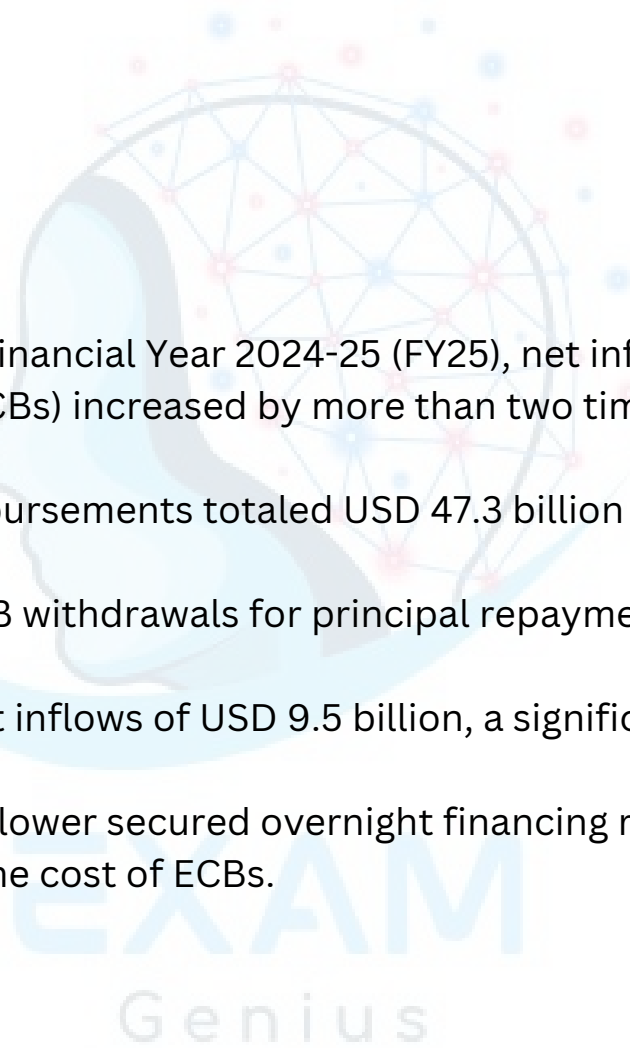 inancial Year 2024-25 (FY25), net inf
CBs) increased by more than two tim
ursements totaled USD 47.3 billion
B withdrawals for principal repayme
t inflows of USD 9.5 billion, a signific
lower secured overnight financing r
he cost of ECBs.
EXAM
Genius